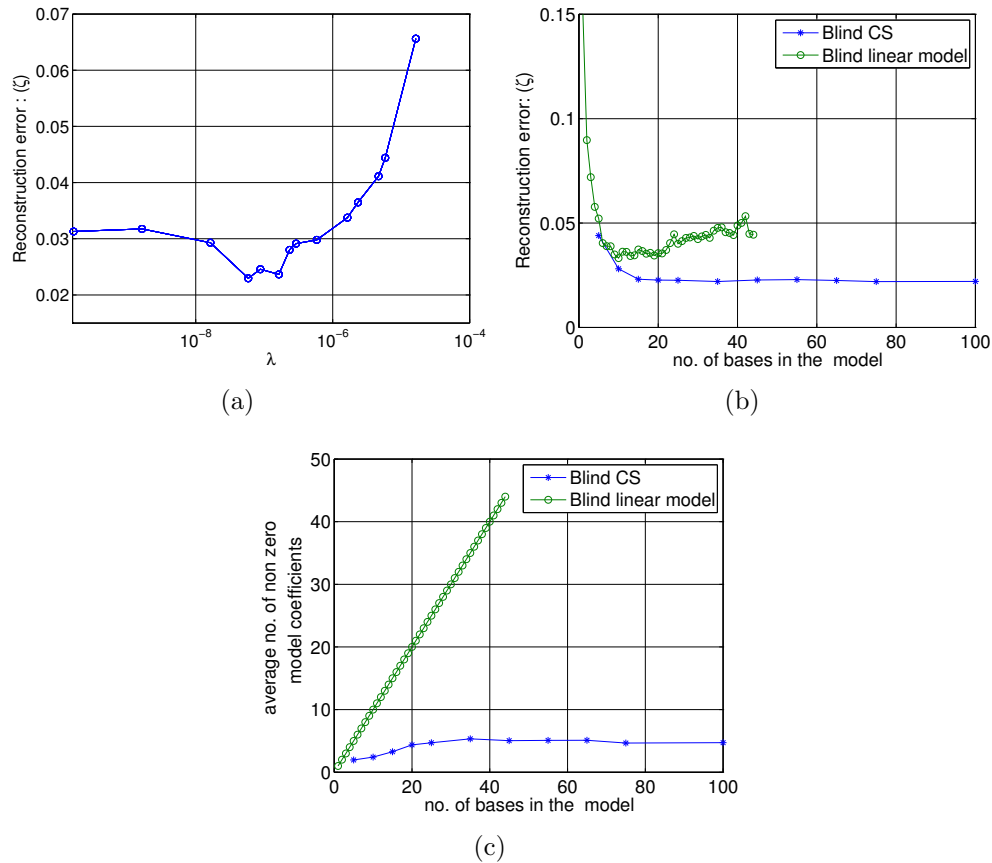 0.07
0.06
0.05
0.04
0.03
0.02
Reconstruction error : (ζ)
10⁻⁸
10⁻⁶
10⁻⁴
λ
(a)
0.15
0.1
0.05
0
Reconstruction error: (ζ)
Blind CS
Blind linear model
0
20
40
60
80
100
no. of bases in the model
(b)
50
40
30
20
10
0
average no. of non zero
model coefficients
Blind CS
Blind linear model
0
20
40
60
80
100
no. of bases in the model
(c)